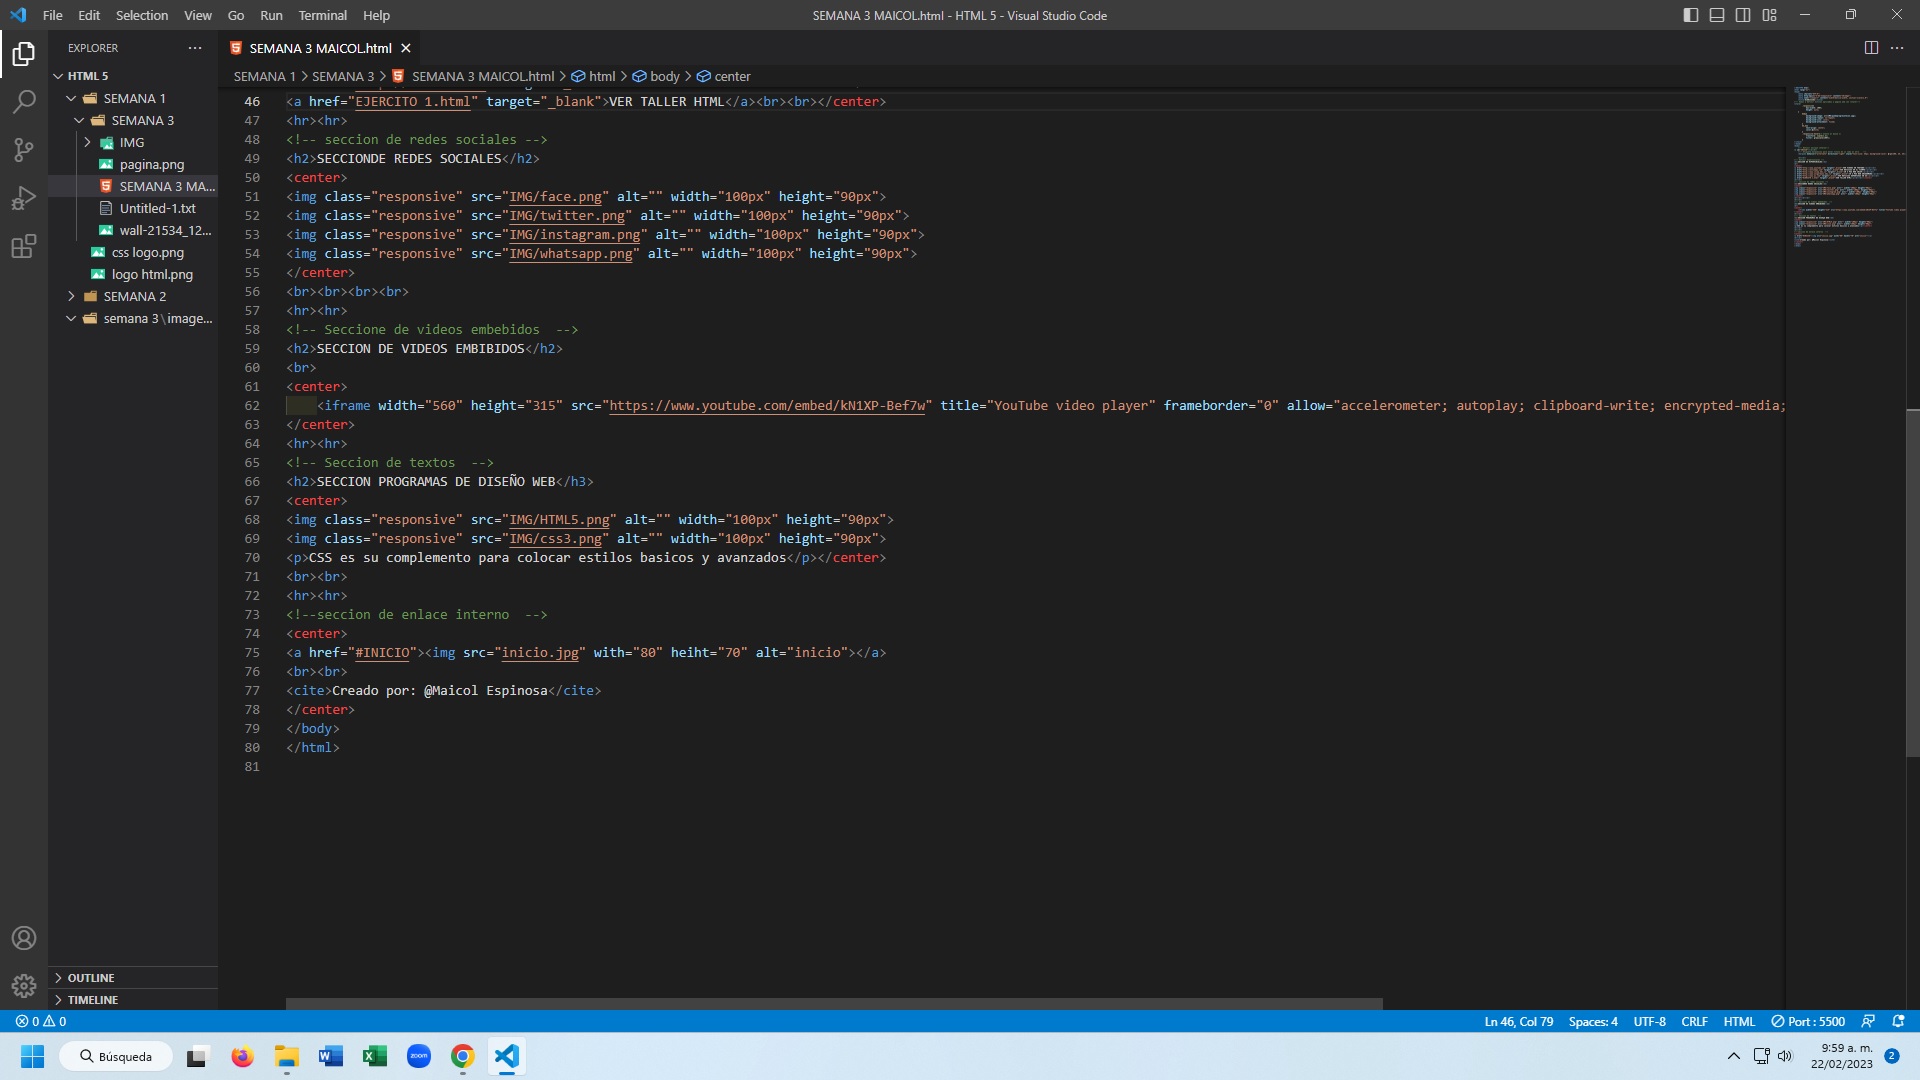 File Edit Selection View Go Run Terminal Help
SEMANA 3 MAICOL.html - HTML 5 - Visual Studio Code
EXPLORER
HTML 5
SEMANA 1
SEMANA 3
IMG
pagina.png
SEMANA 3 MA...
Untitled-1.txt
wall-21534_12...
css logo.png
logo html.png
SEMANA 2
semana 3\image...
OUTLINE
TIMELINE
SEMANA 3 MAICOL.html
SEMANA 1 > SEMANA 3 > SEMANA 3 MAICOL.html > html > body > center
46 <a href="EJERCITO 1.html" target="_blank">VER TALLER HTML</a><br><br></center>
47 <hr><hr>
48 <!-- seccion de redes sociales -->
49 <h2>SECCIONDE REDES SOCIALES</h2>
50 <center>
51 <img class="responsive" src="IMG/face.png" alt="" width="100px" height="90px">
52 <img class="responsive" src="IMG/twitter.png" alt="" width="100px" height="90px">
53 <img class="responsive" src="IMG/instagram.png" alt="" width="100px" height="90px">
54 <img class="responsive" src="IMG/whatsapp.png" alt="" width="100px" height="90px">
55 </center>
56 <br><br><br><br>
57 <hr><hr>
58 <!-- Seccione de videos embebidos  -->
59 <h2>SECCION DE VIDEOS EMBIBIDOS</h2>
60 <br>
61 <center>
62     <iframe width="560" height="315" src="https://www.youtube.com/embed/kN1XP-Bef7w" title="YouTube video player" frameborder="0" allow="accelerometer; autoplay; clipboard-write; encrypted-media;
63 </center>
64 <hr><hr>
65 <!-- Seccion de textos  -->
66 <h2>SECCION PROGRAMAS DE DISEÑO WEB</h3>
67 <center>
68 <img class="responsive" src="IMG/HTML5.png" alt="" width="100px" height="90px">
69 <img class="responsive" src="IMG/css3.png" alt="" width="100px" height="90px">
70 <p>CSS es su complemento para colocar estilos basicos y avanzados</p></center>
71 <br><br>
72 <hr><hr>
73 <!--seccion de enlace interno  -->
74 <center>
75 <a href="#INICIO"><img src="inicio.jpg" with="80" heiht="70" alt="inicio"></a>
76 <br><br>
77 <cite>Creado por: @Maicol Espinosa</cite>
78 </center>
79 </body>
80 </html>
81
0 0
Ln 46, Col 79 Spaces: 4 UTF-8 CRLF HTML Port : 5500
Búsqueda
zoom
9:59 a. m.
22/02/2023
2